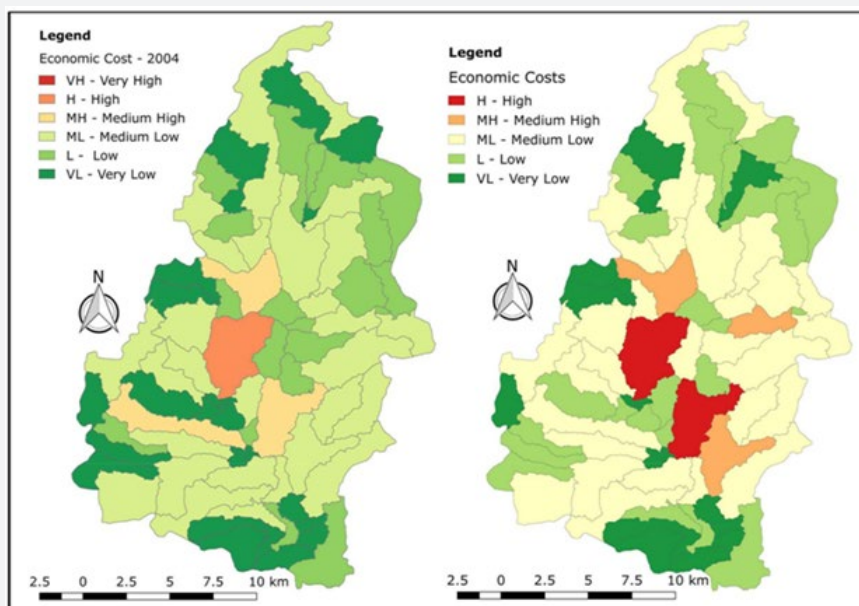 Legend
Economic Cost - 2004
VH - Very High
H - High
MH - Medium High
ML - Medium Low
L - Low
VL - Very Low
N
2.5 0 2.5 5 7.5 10 km
Legend
Economic Costs
H - High
MH - Medium High
ML - Medium Low
L - Low
VL - Very Low
N
2.5 0 2.5 5 7.5 10 km